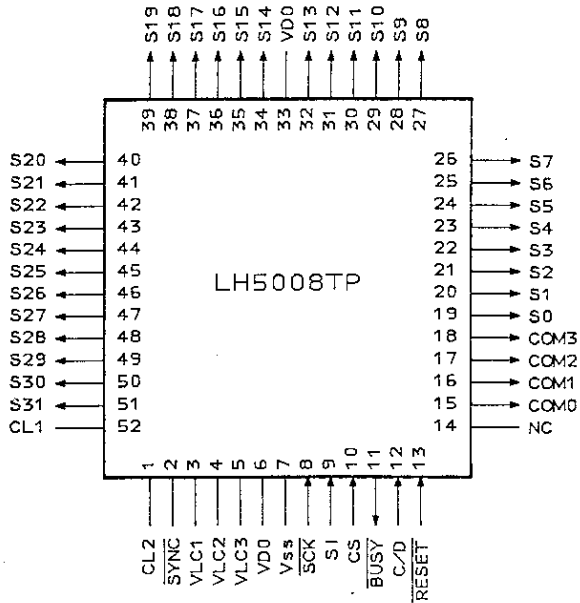 S19 S18 S17 S16 S15 S14 VD0 S13 S12 S11 S10 S9 S8
39 38 37 36 35 34 33 32 31 30 29 28 27
S20 40 26 S7
S21 41 25 S6
S22 42 24 S5
S23 43 23 S4
S24 44 22 S3
S25 45 21 S2
S26 46 20 S1
S27 47 19 S0
S28 48 18 COM3
S29 49 17 COM2
S30 50 16 COM1
S31 51 15 COM0
CL1 52 14 NC
LH5008TP
1 2 3 4 5 6 7 8 9 10 11 12 13
CL2 SYNC VLC1 VLC2 VLC3 VD0 Vss SCK SI CS BUSY C/D RESET